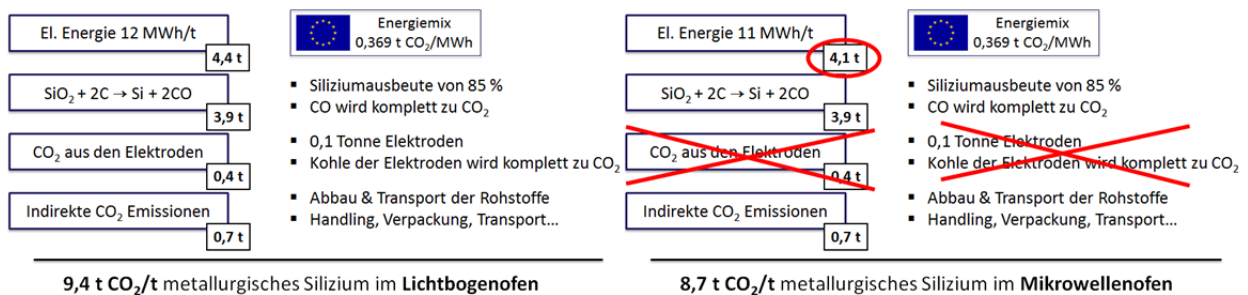 El. Energie 12 MWh/t
4,4 t
Energiemix
0,369 t CO₂/MWh
SiO₂ + 2C → Si + 2CO
3,9 t
▪ Siliziumausbeute von 85 %
▪ CO wird komplett zu CO₂
CO₂ aus den Elektroden
0,4 t
▪ 0,1 Tonne Elektroden
▪ Kohle der Elektroden wird komplett zu CO₂
Indirekte CO₂ Emissionen
0,7 t
▪ Abbau & Transport der Rohstoffe
▪ Handling, Verpackung, Transport...
9,4 t CO₂/t metallurgisches Silizium im Lichtbogenofen
El. Energie 11 MWh/t
4,1 t
Energiemix
0,369 t CO₂/MWh
SiO₂ + 2C → Si + 2CO
3,9 t
▪ Siliziumausbeute von 85 %
▪ CO wird komplett zu CO₂
CO₂ aus den Elektroden
0,4 t
▪ 0,1 Tonne Elektroden
▪ Kohle der Elektroden wird komplett zu CO₂
Indirekte CO₂ Emissionen
0,7 t
▪ Abbau & Transport der Rohstoffe
▪ Handling, Verpackung, Transport...
8,7 t CO₂/t metallurgisches Silizium im Mikrowellenofen